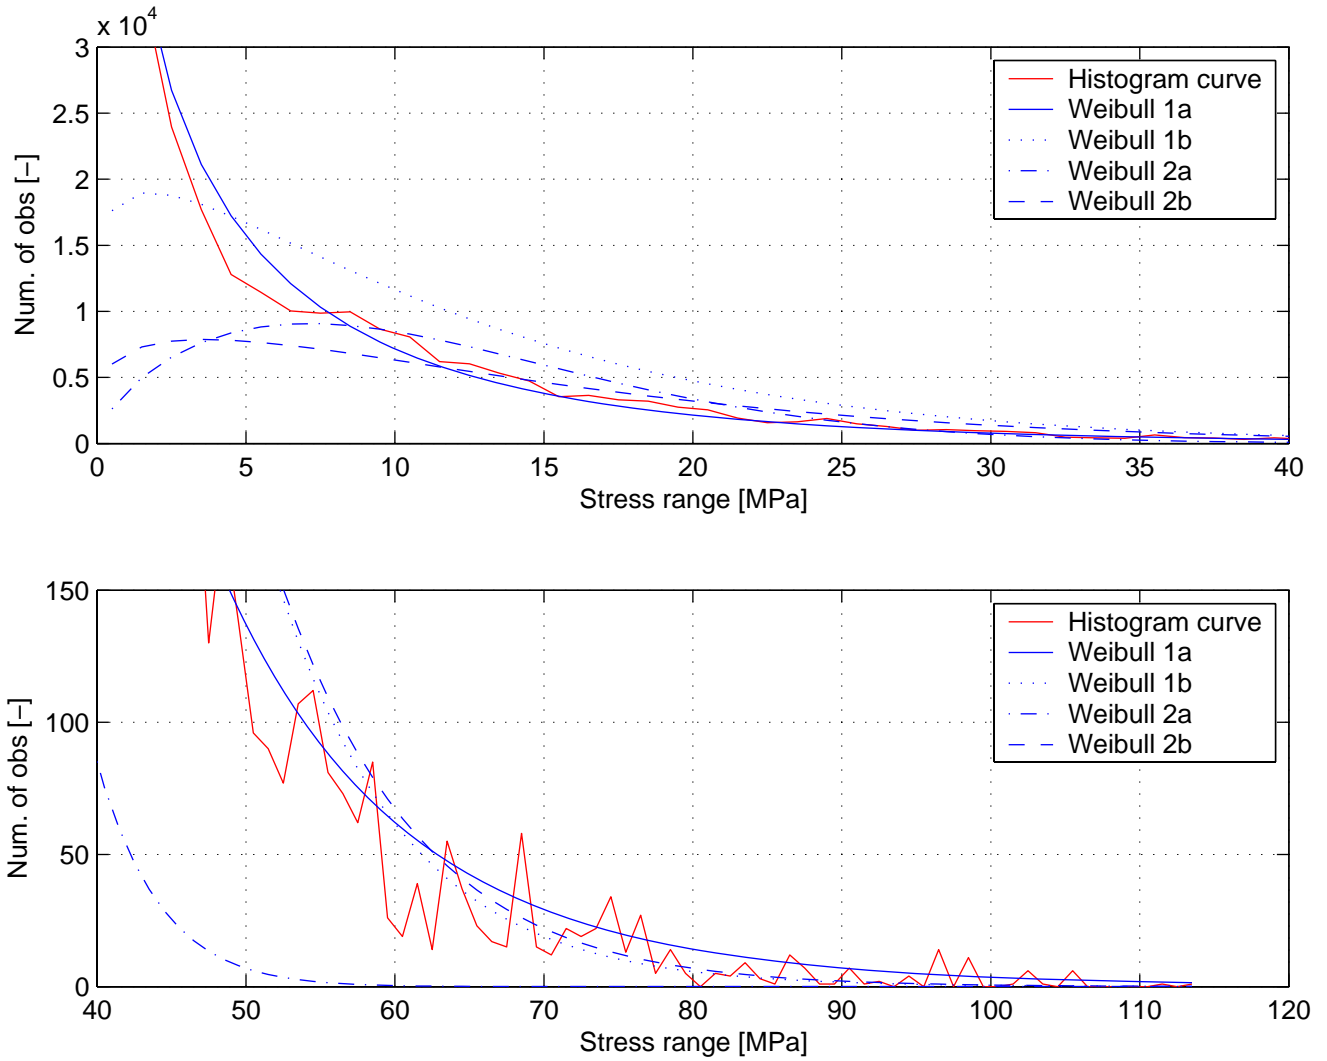 x 10^4
3
2.5
2
1.5
1
0.5
0
Num. of obs [−]
0 5 10 15 20 25 30 35 40
Stress range [MPa]
Histogram curve
Weibull 1a
Weibull 1b
Weibull 2a
Weibull 2b
150
100
50
0
Num. of obs [−]
40 50 60 70 80 90 100 110 120
Stress range [MPa]
Histogram curve
Weibull 1a
Weibull 1b
Weibull 2a
Weibull 2b